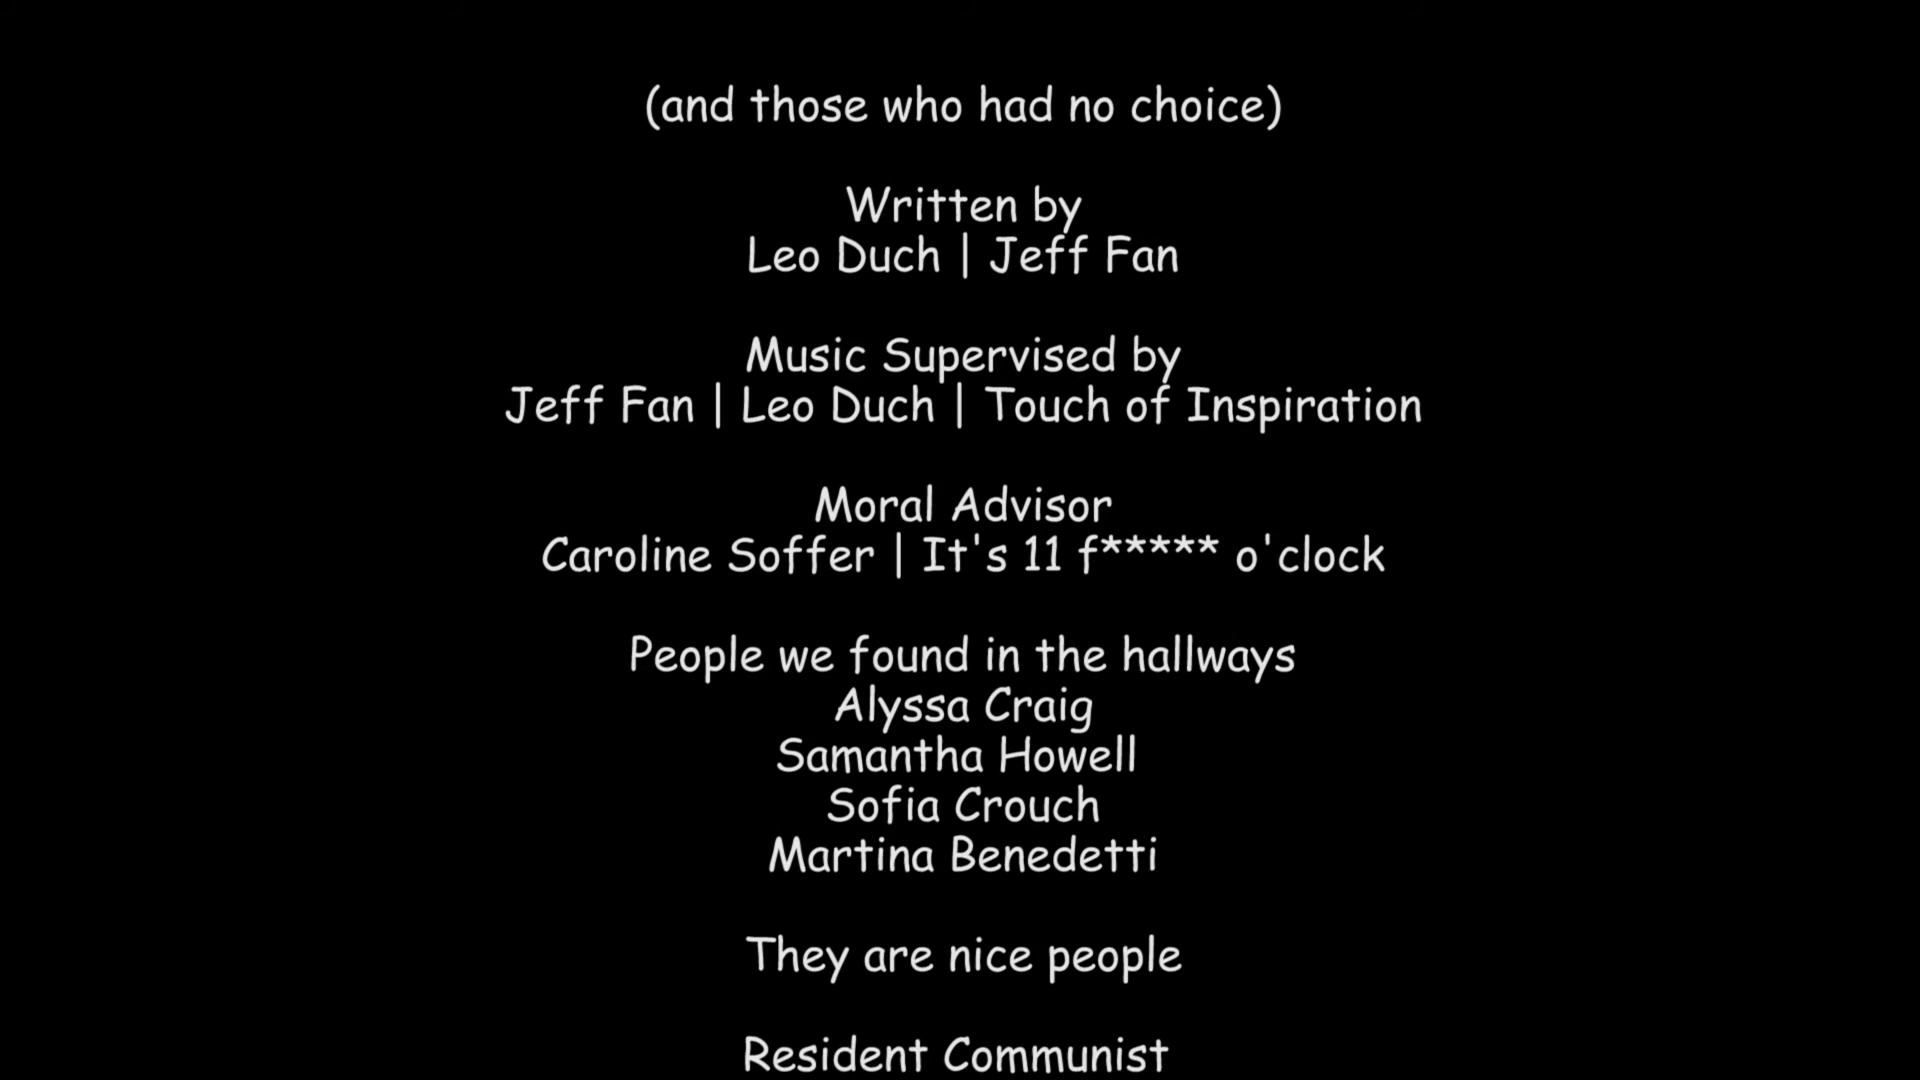 (and those who had no choice)
Written by
Leo Duch | Jeff Fan
Music Supervised by
Jeff Fan | Leo Duch | Touch of Inspiration
Moral Advisor
Caroline Soffer | It's 11 f***** o'clock
People we found in the hallways
Alyssa Craig
Samantha Howell
Sofia Crouch
Martina Benedetti
They are nice people
Resident Communist